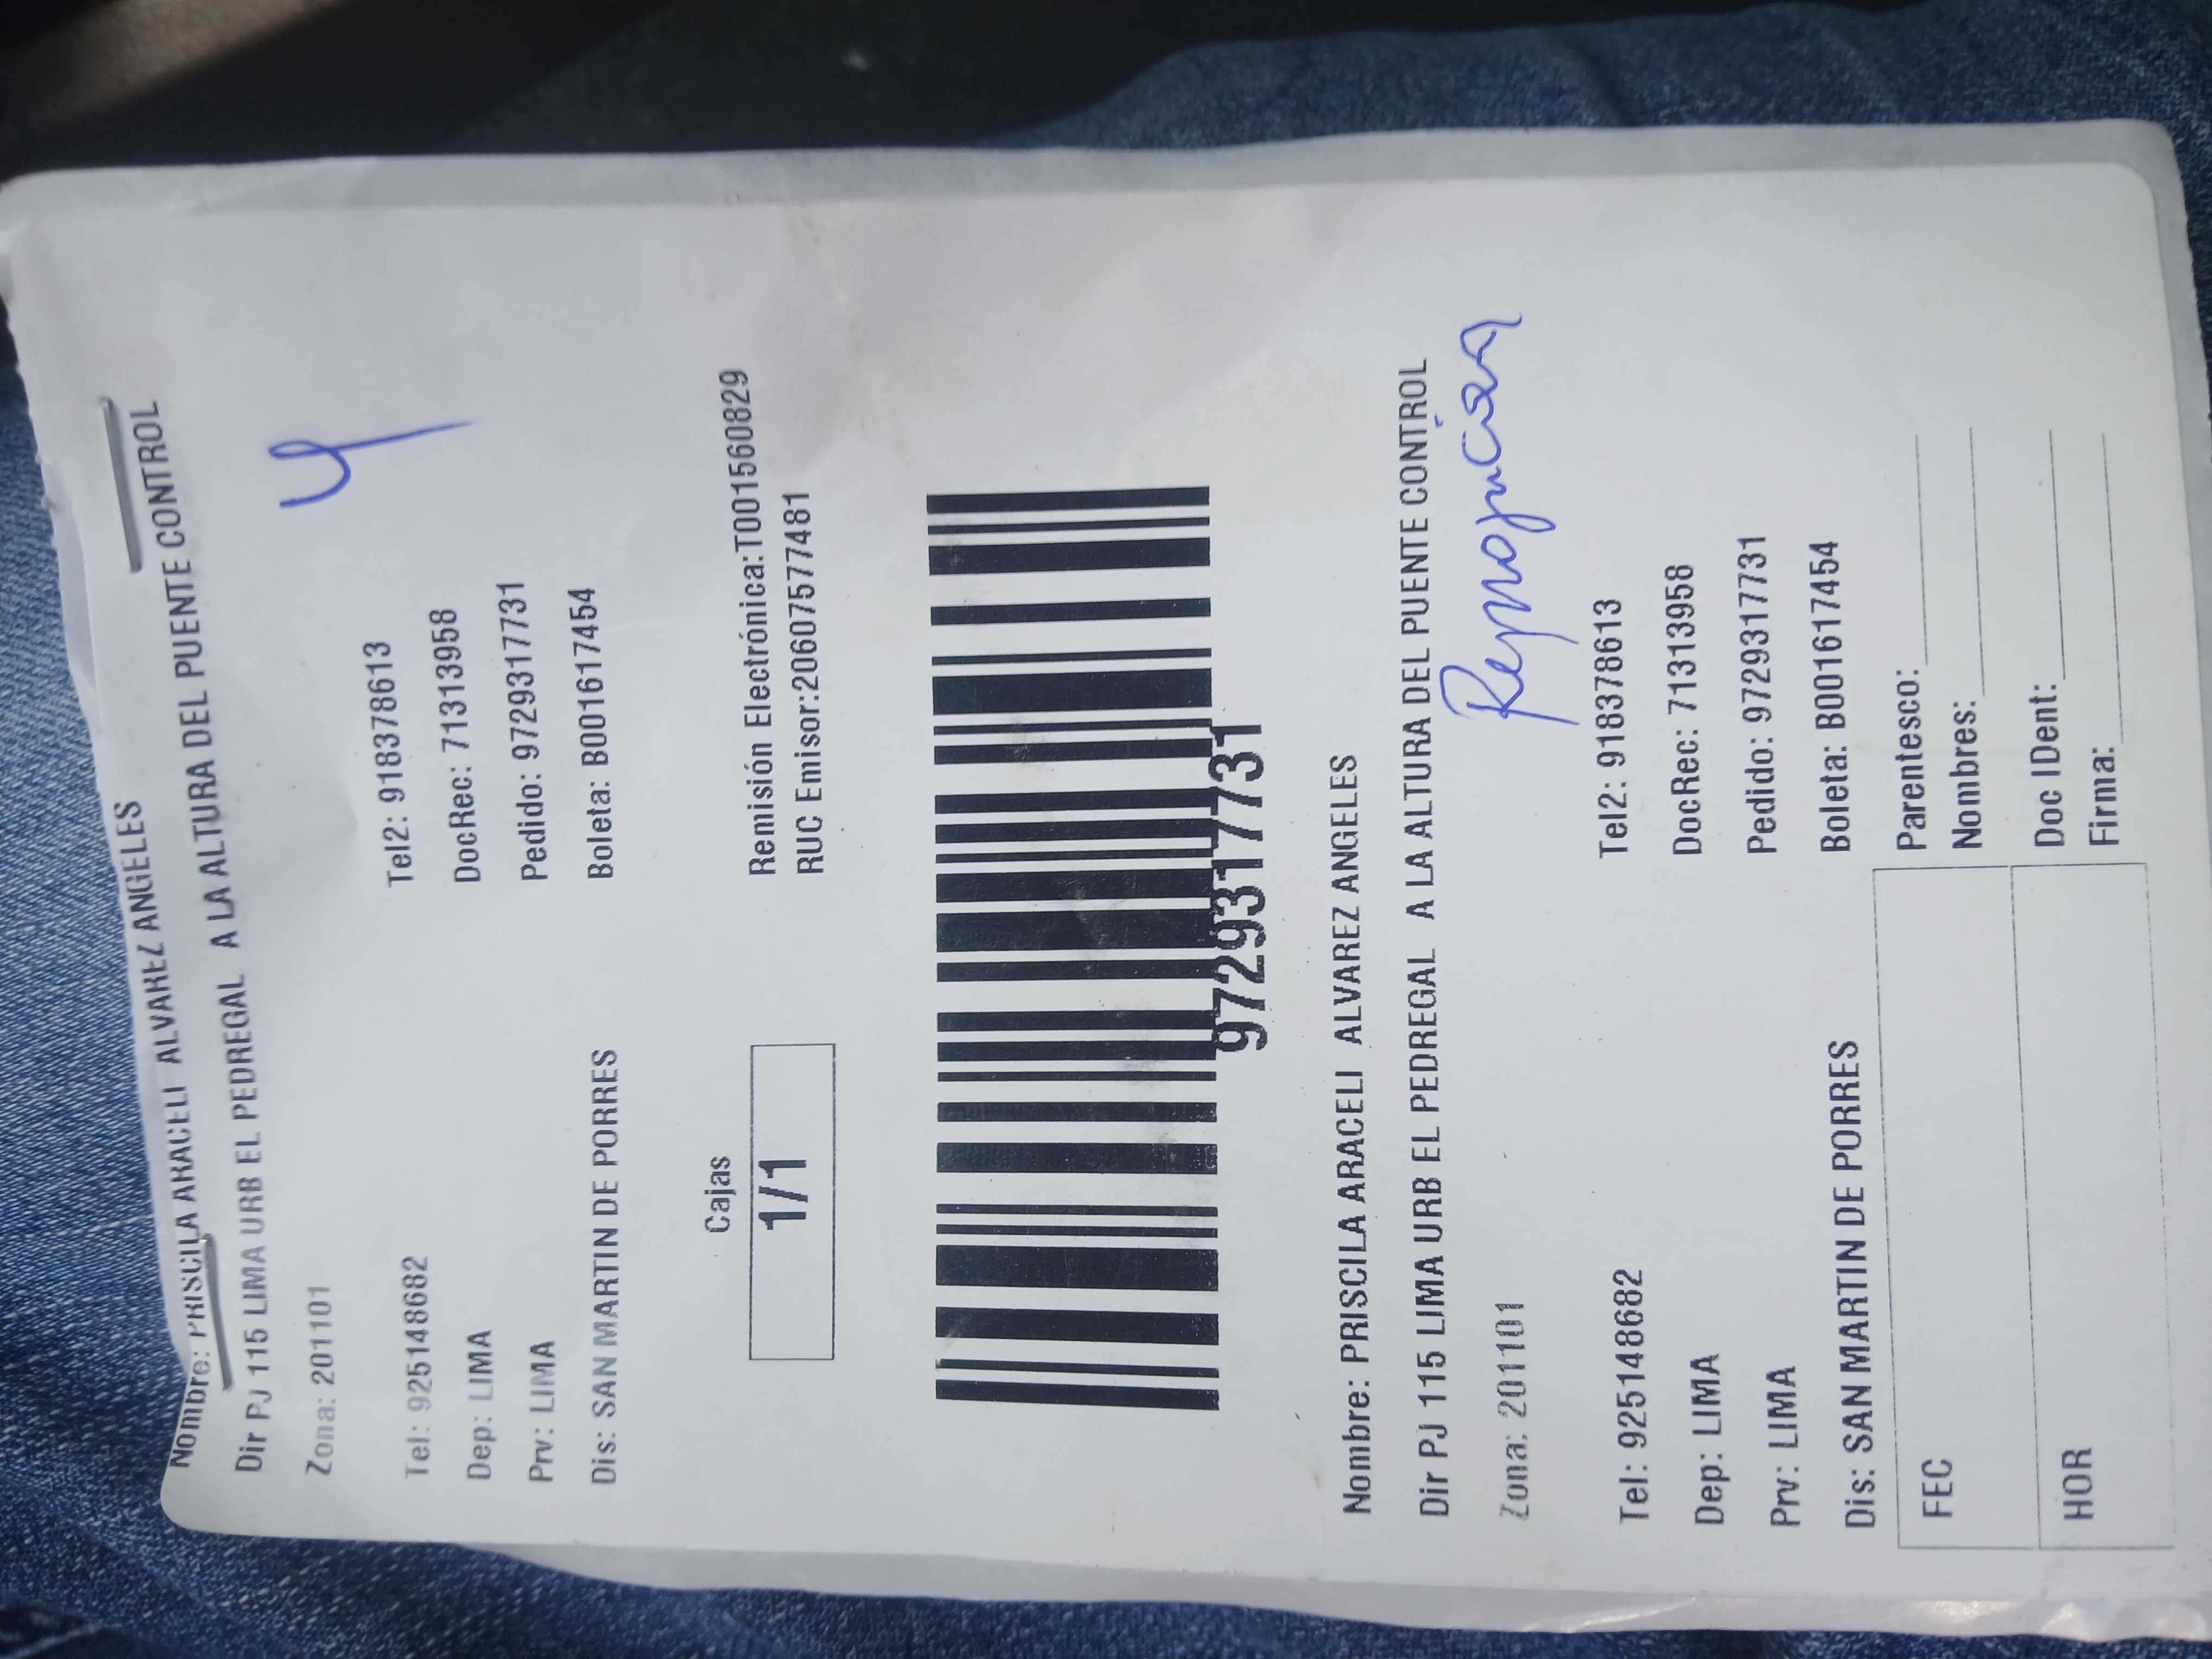 Nombre: PRISCILA ARACELI ALVAREZ ANGELES
Dir PJ 115 LIMA URB EL PEDREGAL A LA ALTURA DEL PUENTE CONTROL
Zona: 201101
4
Tel: 925148682 Tel2: 918378613
Dep: LIMA DocRec: 71313958
Prv: LIMA Pedido: 97293177731
Dis: SAN MARTIN DE PORRES Boleta: B001617454
Cajas
1/1
Remisión Electrónica:T001560829
RUC Emisor:20607577481
9729317731
Nombre: PRISCILA ARACELI ALVAREZ ANGELES
Dir PJ 115 LIMA URB EL PEDREGAL A LA ALTURA DEL PUENTE CONTROL
Zona: 201101
Reposición
Tel: 925148682 Tel2: 918378613
Dep: LIMA DocRec: 71313958
Prv: LIMA Pedido: 9729317731
Dis: SAN MARTIN DE PORRES Boleta: B001617454
FEC Parentesco:
Nombres:
HOR Doc IDent:
Firna: